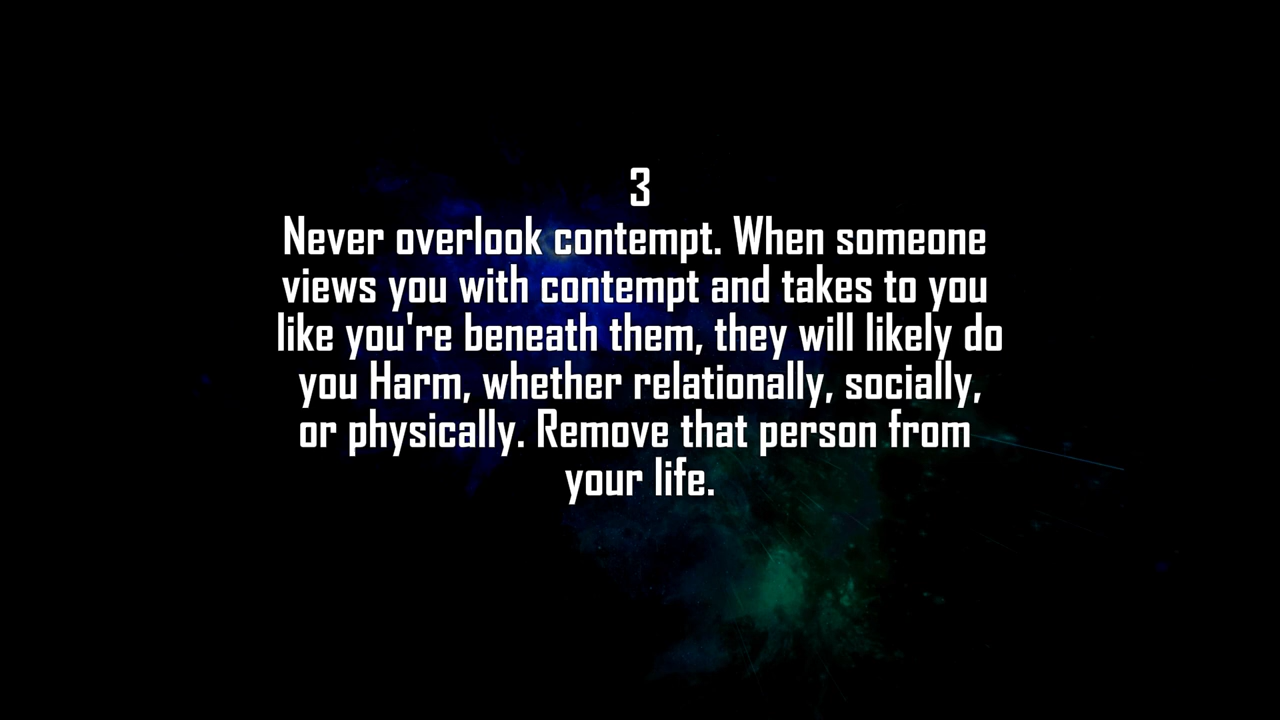 3
Never overlook contempt. When someone
views you with contempt and takes to you
like you're beneath them, they will likely do
you Harm, whether relationally, socially,
or physically. Remove that person from
your life.